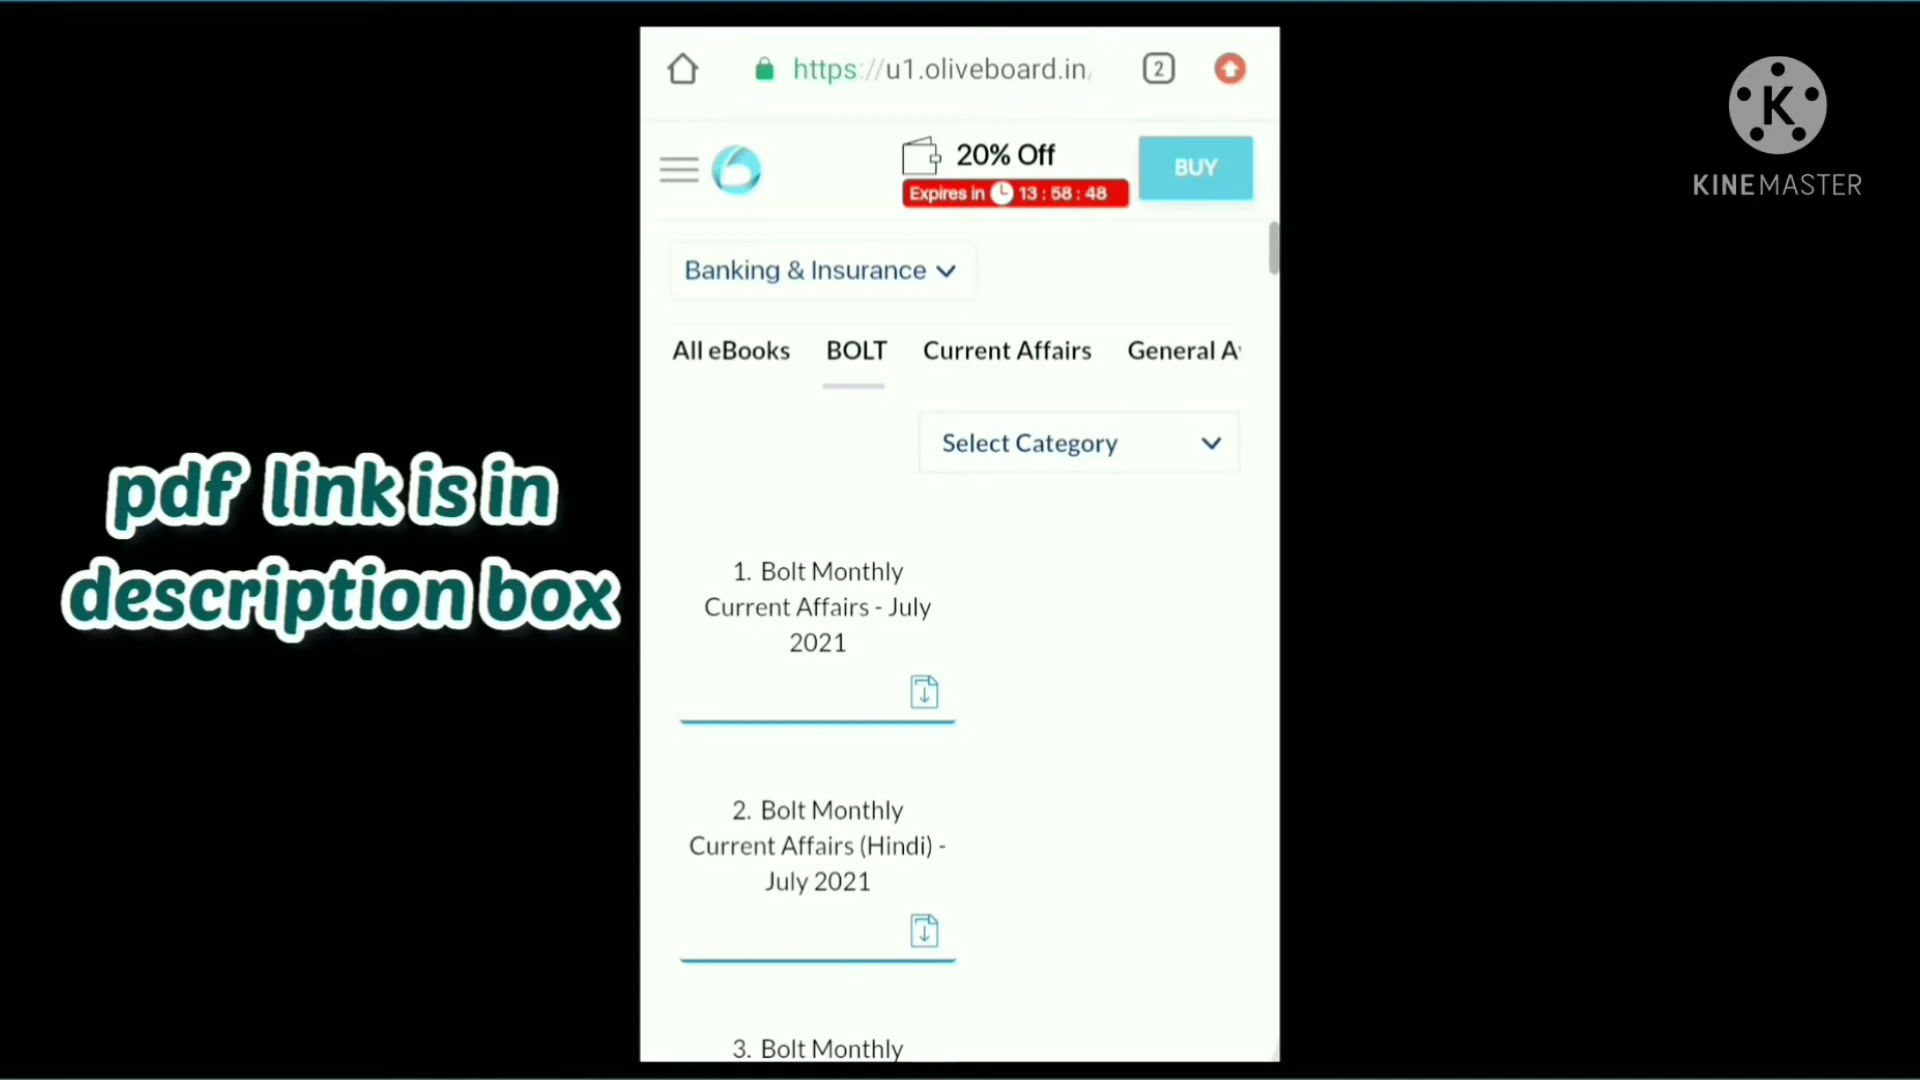 https://u1.oliveboard.in
2
20% Off
BUY
Expires in 13 : 58 : 48
KINEMASTER
Banking & Insurance
All eBooks BOLT Current Affairs General
Select Category
pdf link is in
description box
1. Bolt Monthly
Current Affairs - July
2021
2. Bolt Monthly
Current Affairs (Hindi) -
July 2021
3. Bolt Monthly